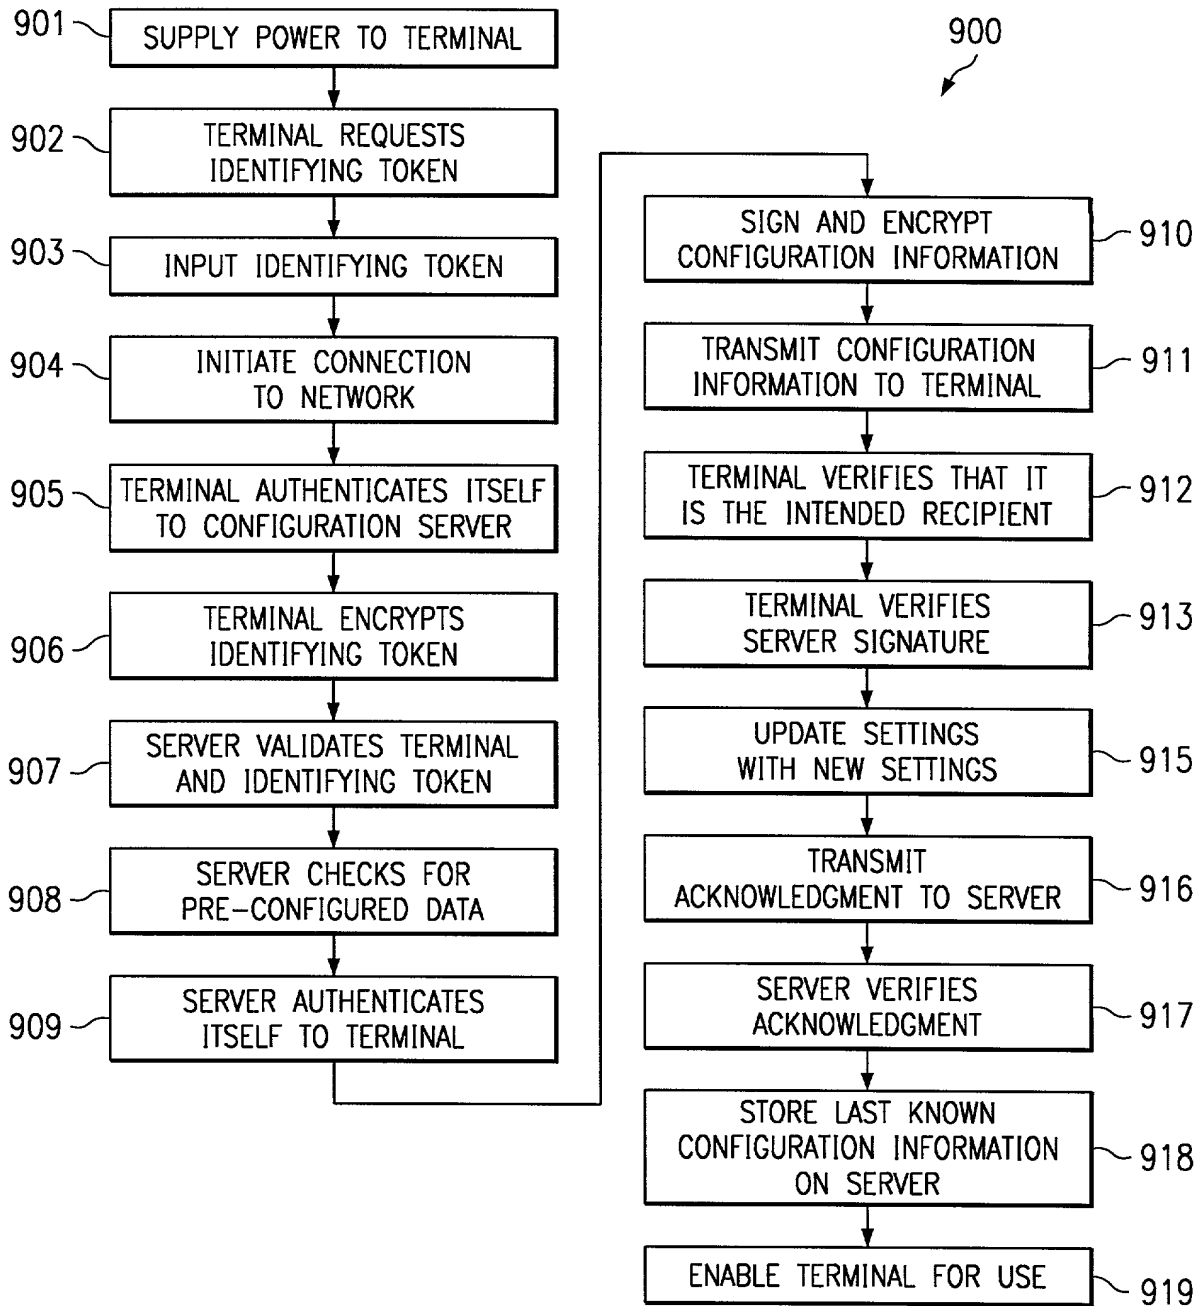 901
SUPPLY POWER TO TERMINAL
902
TERMINAL REQUESTS
IDENTIFYING TOKEN
903
INPUT IDENTIFYING TOKEN
904
INITIATE CONNECTION
TO NETWORK
905
TERMINAL AUTHENTICATES ITSELF
TO CONFIGURATION SERVER
906
TERMINAL ENCRYPTS
IDENTIFYING TOKEN
907
SERVER VALIDATES TERMINAL
AND IDENTIFYING TOKEN
908
SERVER CHECKS FOR
PRE-CONFIGURED DATA
909
SERVER AUTHENTICATES
ITSELF TO TERMINAL
900
SIGN AND ENCRYPT
CONFIGURATION INFORMATION
910
TRANSMIT CONFIGURATION
INFORMATION TO TERMINAL
911
TERMINAL VERIFIES THAT IT
IS THE INTENDED RECIPIENT
912
TERMINAL VERIFIES
SERVER SIGNATURE
913
UPDATE SETTINGS
WITH NEW SETTINGS
915
TRANSMIT
ACKNOWLEDGMENT TO SERVER
916
SERVER VERIFIES
ACKNOWLEDGMENT
917
STORE LAST KNOWN
CONFIGURATION INFORMATION
ON SERVER
918
ENABLE TERMINAL FOR USE
919